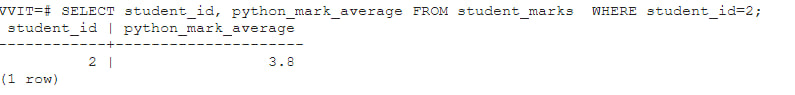 VVIT=# SELECT student_id, python_mark_average FROM student_marks  WHERE student_id=2;
 student_id | python_mark_average
------------+---------------------
          2 |                 3.8
(1 row)